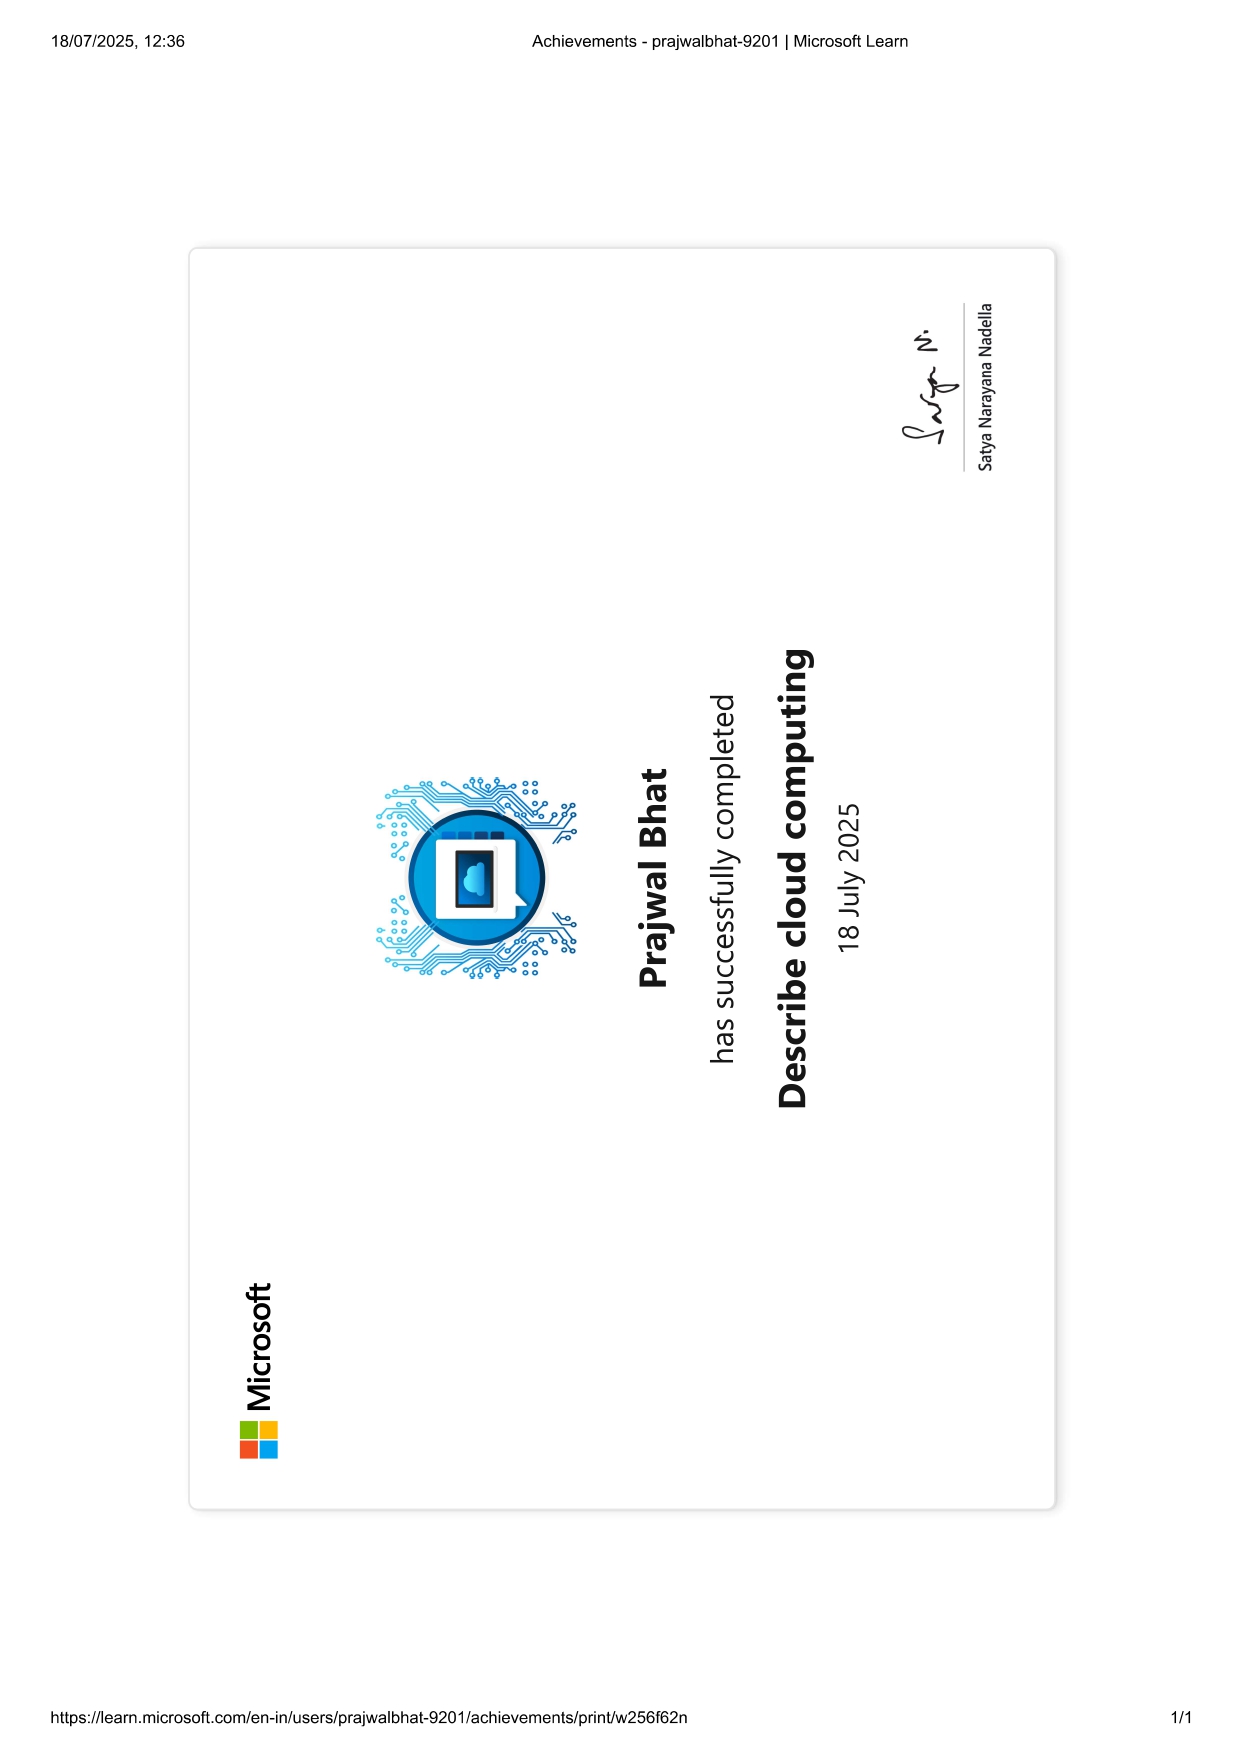 18/07/2025, 12:36
Achievements - prajwalbhat-9201 | Microsoft Learn
Microsoft
Prajwal Bhat
has successfully completed
Describe cloud computing
18 July 2025
Satya N.
Satya Narayana Nadella
https://learn.microsoft.com/en-in/users/prajwalbhat-9201/achievements/print/w256f62n
1/1